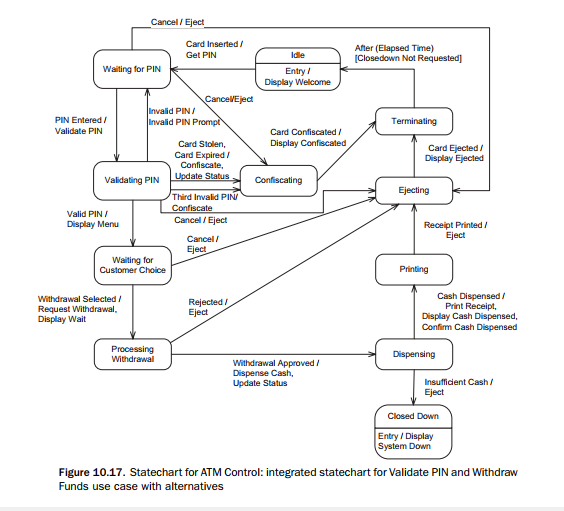 Cancel / Eject
Card Inserted /
Get PIN
Idle
Entry /
Display Welcome
After (Elapsed Time)
[Closedown Not Requested]
Waiting for PIN
Cancel/Eject
PIN Entered /
Validate PIN
Invalid PIN /
Invalid PIN Prompt
Card Stolen,
Card Expired /
Confiscate,
Update Status
Card Confiscated /
Display Confiscated
Terminating
Card Ejected /
Display Ejected
Validating PIN
Confiscating
Ejecting
Third Invalid PIN/
Confiscate
Cancel / Eject
Valid PIN /
Display Menu
Cancel /
Eject
Receipt Printed /
Eject
Waiting for
Customer Choice
Printing
Withdrawal Selected /
Request Withdrawal,
Display Wait
Rejected /
Eject
Cash Dispensed /
Print Receipt,
Display Cash Dispensed,
Confirm Cash Dispensed
Processing
Withdrawal
Withdrawal Approved /
Dispense Cash,
Update Status
Dispensing
Insufficient Cash /
Eject
Closed Down
Entry / Display
System Down
Figure 10.17. Statechart for ATM Control: integrated statechart for Validate PIN and Withdraw
Funds use case with alternatives